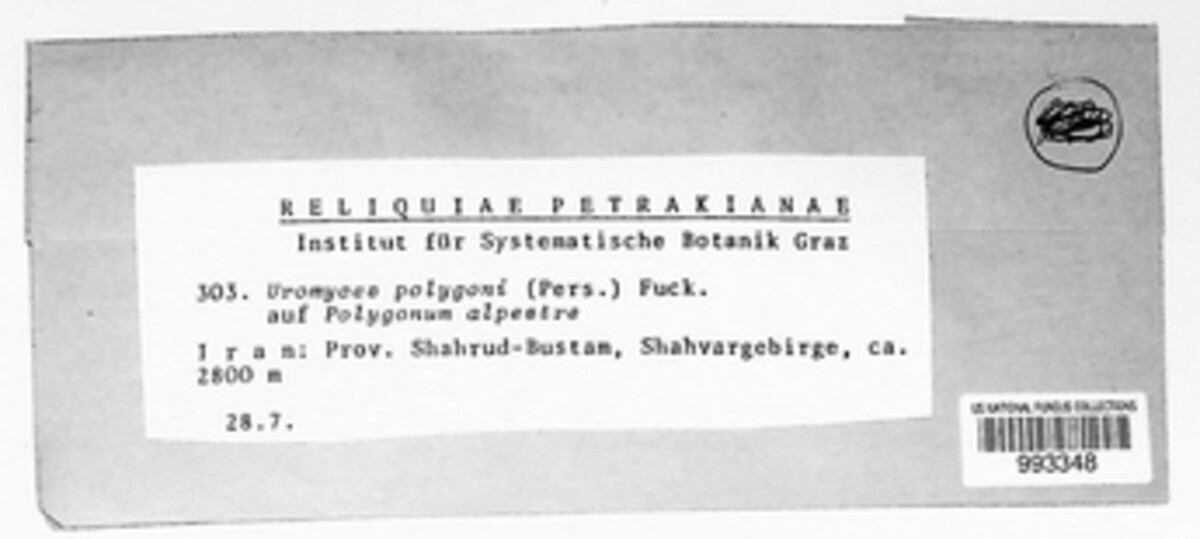 RELIQUIAE PETRAKIANAE
Institut für Systematische Botanik Graz
303. Uromyces polygoni (Pers.) Fuck.
auf Polygonum alpestre
Iran: Prov. Shahrud-Bustam, Shahvargebirge, ca.
2800 m
28.7.
US NATIONAL FUNGUS COLLECTIONS
993348